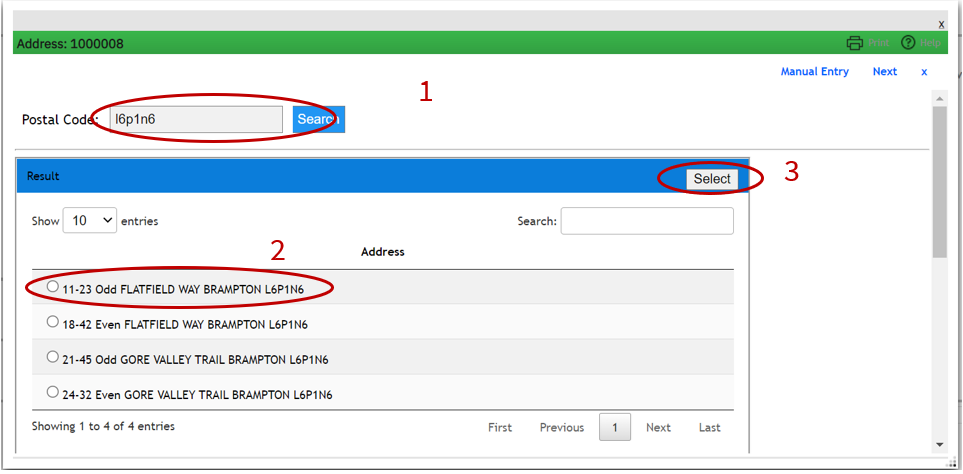 x
Address: 1000008 Print ? Help
Manual Entry Next x
1
Postal Code: l6p1n6 Search
3
Result Select
Show 10 entries Search:
2
Address
11-23 Odd FLATFIELD WAY BRAMPTON L6P1N6
18-42 Even FLATFIELD WAY BRAMPTON L6P1N6
21-45 Odd GORE VALLEY TRAIL BRAMPTON L6P1N6
24-32 Even GORE VALLEY TRAIL BRAMPTON L6P1N6
Showing 1 to 4 of 4 entries First Previous 1 Next Last